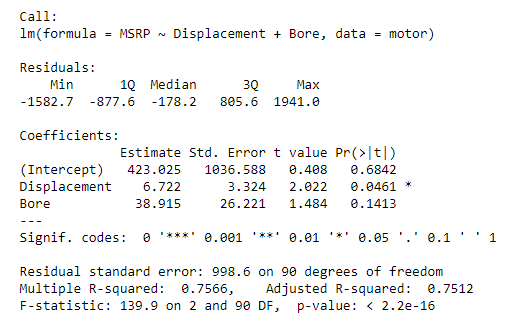 Call:
lm(formula = MSRP ~ Displacement + Bore, data = motor)
Residuals:
    Min      1Q  Median      3Q     Max
-1582.7  -877.6  -178.2   805.6  1941.0
Coefficients:
             Estimate Std. Error t value Pr(>|t|)
(Intercept)   423.025   1036.588   0.408   0.6842
Displacement    6.722      3.324   2.022   0.0461 *
Bore           38.915     26.221   1.484   0.1413
---
Signif. codes:  0 '***' 0.001 '**' 0.01 '*' 0.05 '.' 0.1 ' ' 1
Residual standard error: 998.6 on 90 degrees of freedom
Multiple R-squared:  0.7566,    Adjusted R-squared:  0.7512
F-statistic: 139.9 on 2 and 90 DF,  p-value: < 2.2e-16